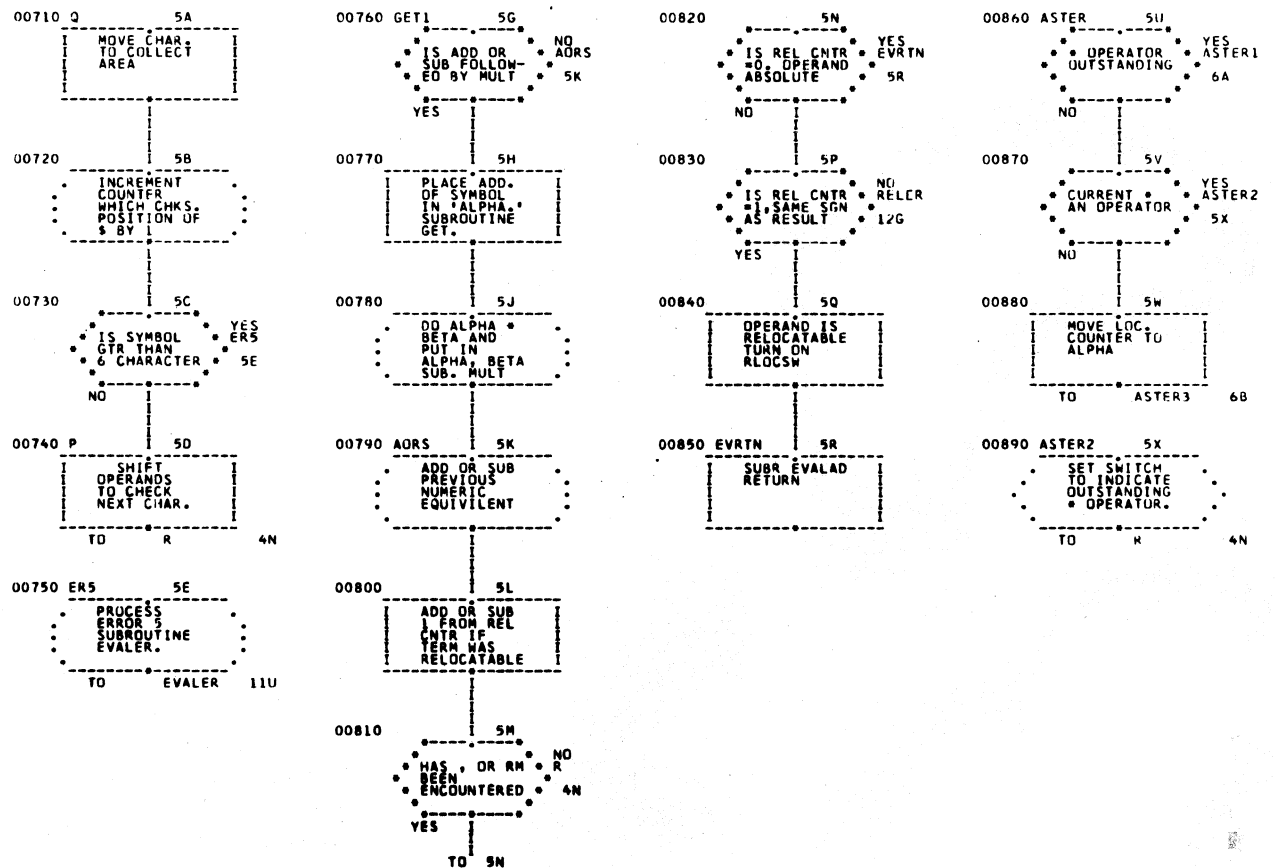 00710 Q 5A
MOVE CHAR.
TO COLLECT
AREA
00720 5B
INCREMENT
COUNTER
WHICH CHKS.
POSITION OF
$ BY 1
00730 5C
IS SYMBOL
GTR THAN
6 CHARACTER
YES
ER5
5E
NO
00740 P 5D
SHIFT
OPERANDS
TO CHECK
NEXT CHAR.
TO R 4N
00750 ER5 5E
PROCESS
ERROR 5
SUBROUTINE
EVALER.
TO EVALER 11U
00760 GET1 5G
IS ADD OR
SUB FOLLOW-
ED BY MULT
NO
AORS
5K
YES
00770 5H
PLACE ADD.
OF SYMBOL
IN 'ALPHA.'
SUBROUTINE
GET.
00780 5J
DO ALPHA *
BETA AND
PUT IN
ALPHA, BETA
SUB. MULT
00790 AORS 5K
ADD OR SUB
PREVIOUS
NUMERIC
EQUIVILENT
00800 5L
ADD OR SUB
1 FROM REL
CNTR IF
TERM WAS
RELOCATABLE
00810 5M
HAS , OR RM
BEEN
ENCOUNTERED
NO
R
4N
YES
TO 5N
00820 5N
IS REL CNTR
=0. OPERAND
ABSOLUTE
YES
EVRTN
5R
NO
00830 5P
IS REL CNTR
=1,SAME SGN
AS RESULT
NO
RELCR
12G
YES
00840 5Q
OPERAND IS
RELOCATABLE
TURN ON
RLOCSW
00850 EVRTN 5R
SUBR EVALAD
RETURN
00860 ASTER 5U
* OPERATOR
OUTSTANDING
YES
ASTER1
6A
NO
00870 5V
CURRENT *
AN OPERATOR
YES
ASTER2
5X
NO
00880 5W
MOVE LOC.
COUNTER TO
ALPHA
TO ASTER3 6B
00890 ASTER2 5X
SET SWITCH
TO INDICATE
OUTSTANDING
* OPERATOR.
TO R 4N